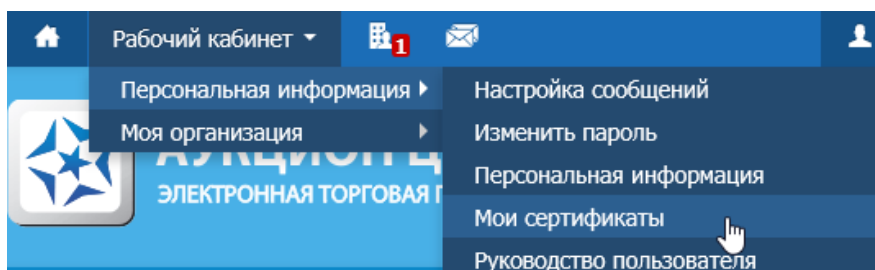 Рабочий кабинет
1
Персональная информация
Моя организация
Настройка сообщений
Изменить пароль
Персональная информация
Мои сертификаты
Руководство пользователя
АУКЦИОН
ЭЛЕКТРОННАЯ ТОРГОВАЯ